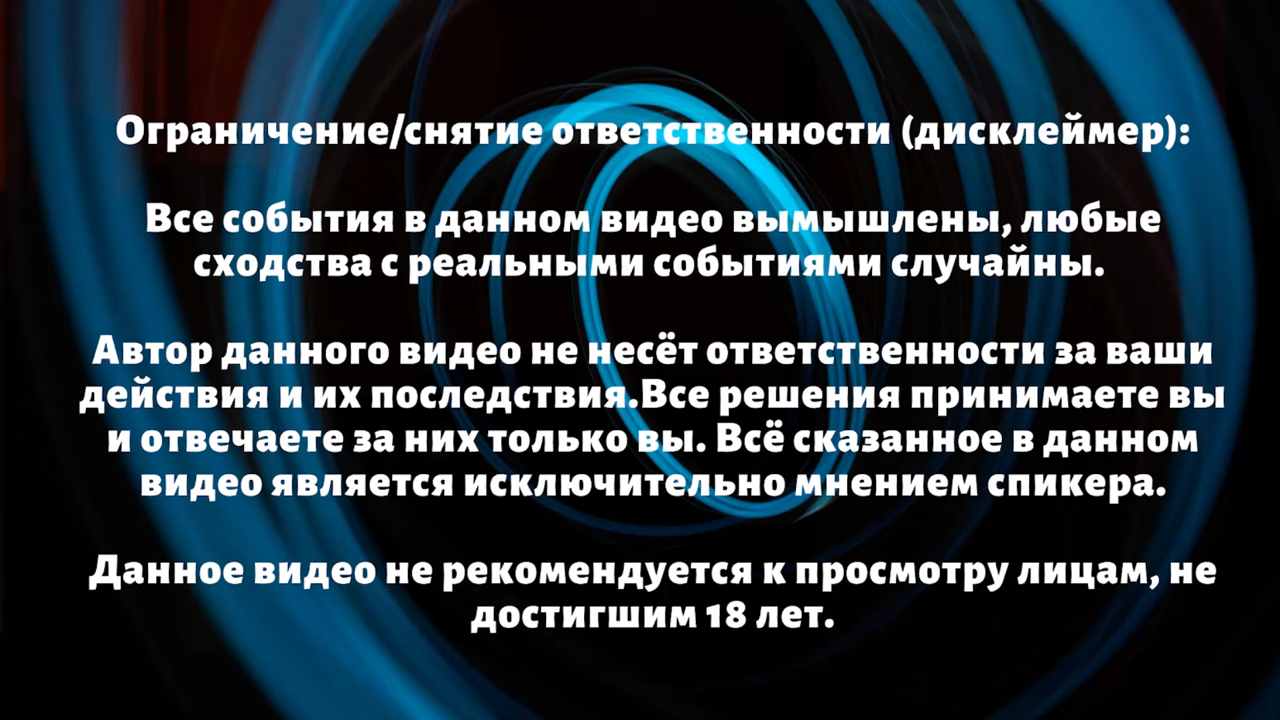 Ограничение/снятие ответственности (дисклеймер):
Все события в данном видео вымышлены, любые
сходства с реальными событиями случайны.
Автор данного видео не несёт ответственности за ваши
действия и их последствия.Все решения принимаете вы
и отвечаете за них только вы. Всё сказанное в данном
видео является исключительно мнением спикера.
Данное видео не рекомендуется к просмотру лицам, не
достигшим 18 лет.